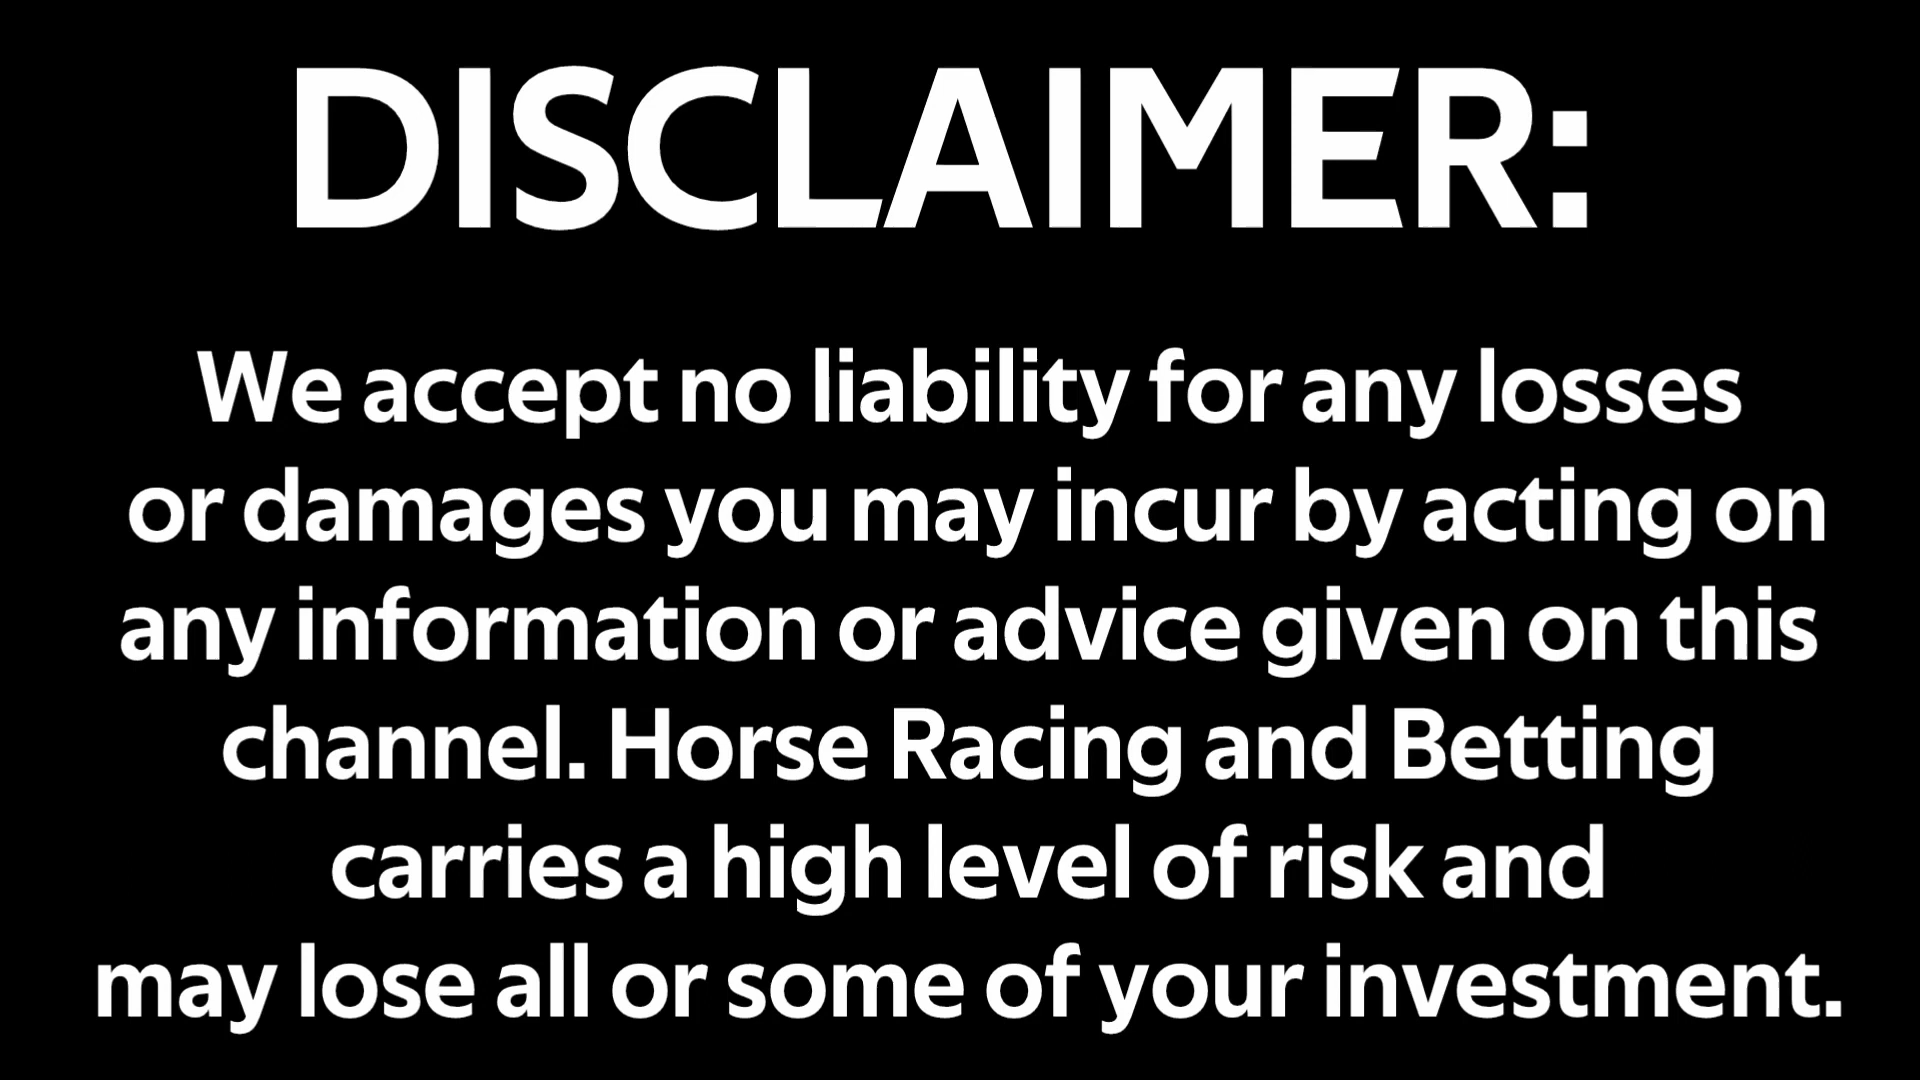 DISCLAIMER:
We accept no liability for any losses
or damages you may incur by acting on
any information or advice given on this
channel. Horse Racing and Betting
carries a high level of risk and
may lose all or some of your investment.